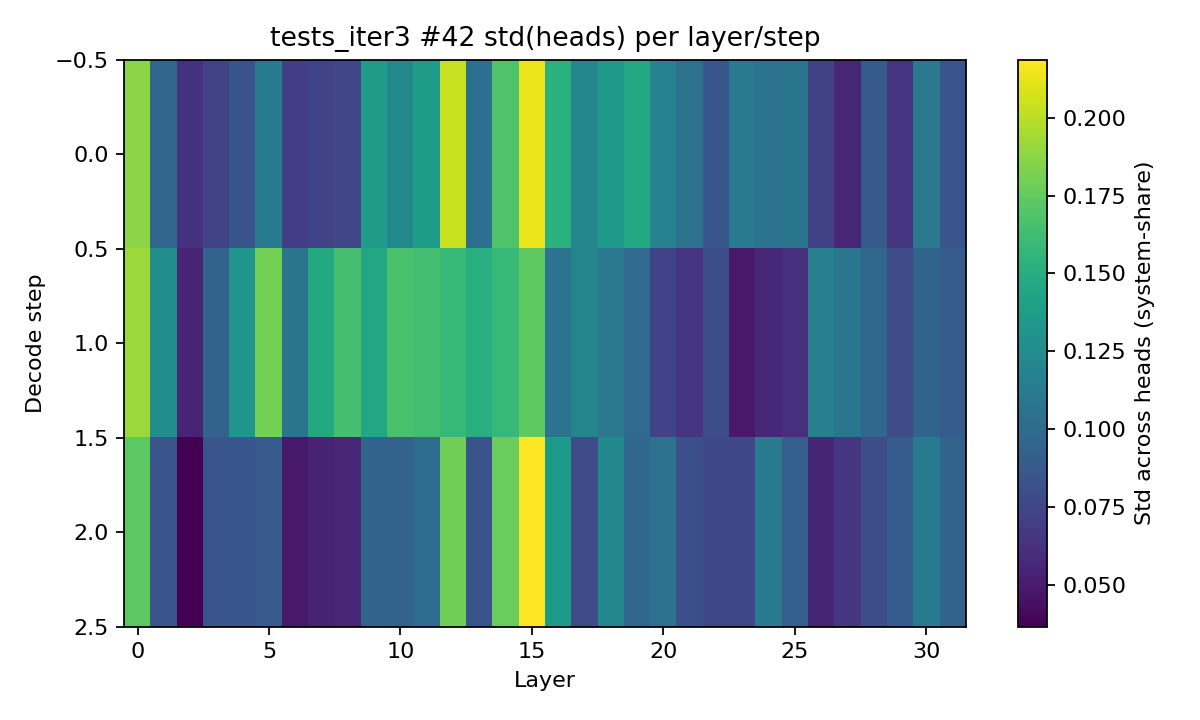 tests_iter3 #42 std(heads) per layer/step
−0.5
0.0
0.5
1.0
1.5
2.0
2.5
Decode step
0 5 10 15 20 25 30
Layer
0.200
0.175
0.150
0.125
0.100
0.075
0.050
Std across heads (system-share)